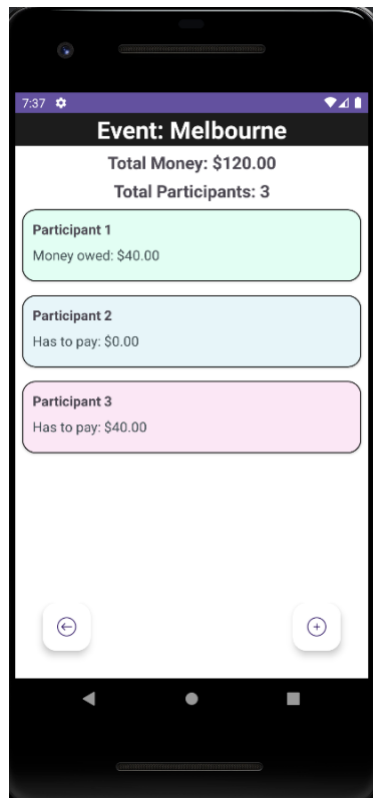 7:37
Event: Melbourne
Total Money: $120.00
Total Participants: 3
Participant 1
Money owed: $40.00
Participant 2
Has to pay: $0.00
Participant 3
Has to pay: $40.00